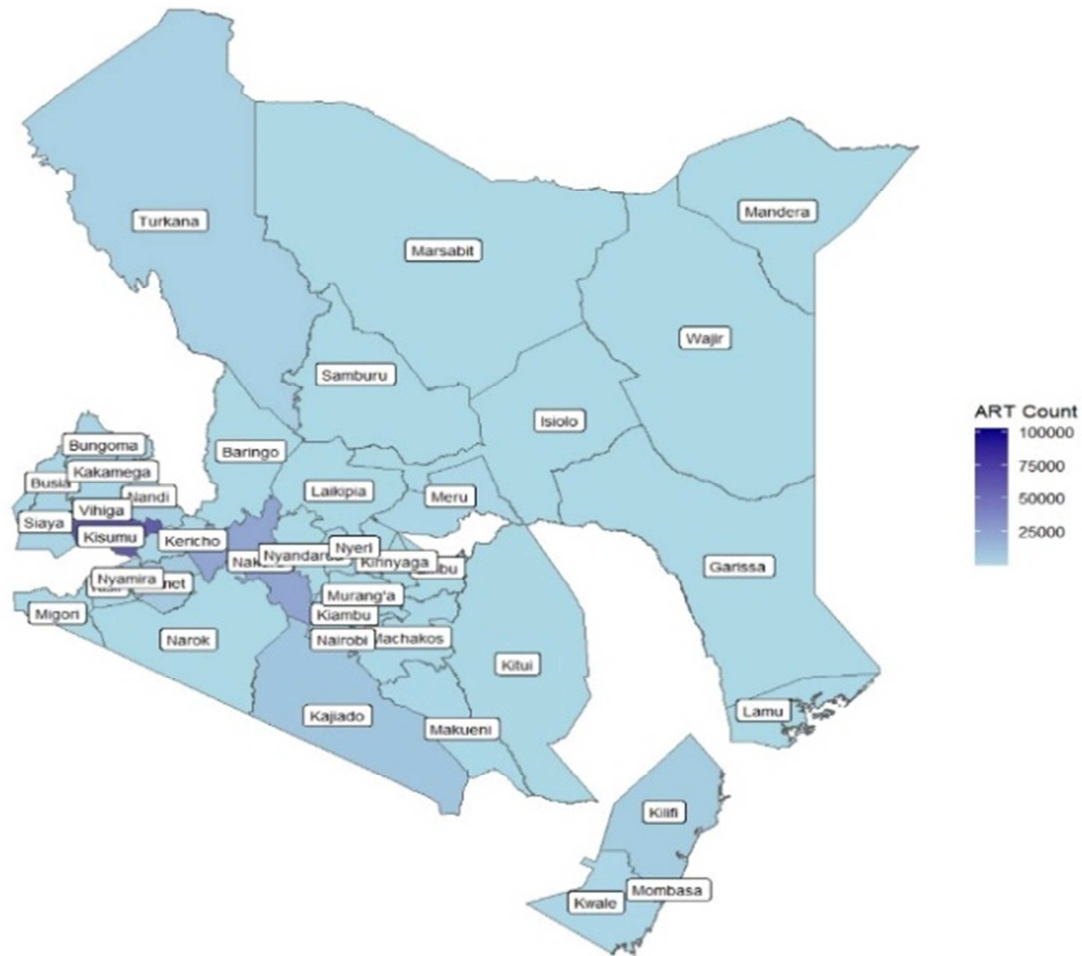 Turkana
Marsabit
Mandera
Wajir
Samburu
Isiolo
ART Count
100000
75000
50000
25000
Bungoma
Kakamega
Busia
Nandi
Vihiga
Siaya
Kisumu
Kericho
Baringo
Laikipia
Meru
Nyeri
Kirinyaga
Garissa
Nyamira
Murang'a
Migori
Kiambu
Narok
Nairobi
Machakos
Kitui
Kajiado
Makueni
Lamu
Kilifi
Mombasa
Kwale